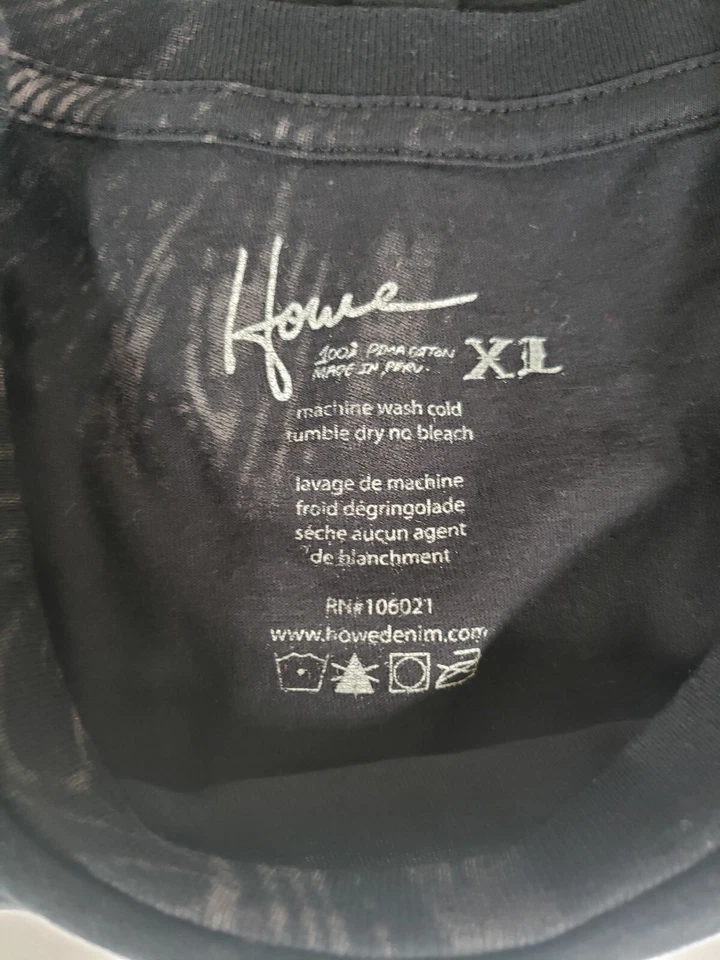 Howe
100% PIMA COTTON
MADE IN PERU.
XL
machine wash cold
tumble dry no bleach
lavage de machine
froid dégringolade
séche aucun agent
de blanchment
RN#106021
www.howedenim.com